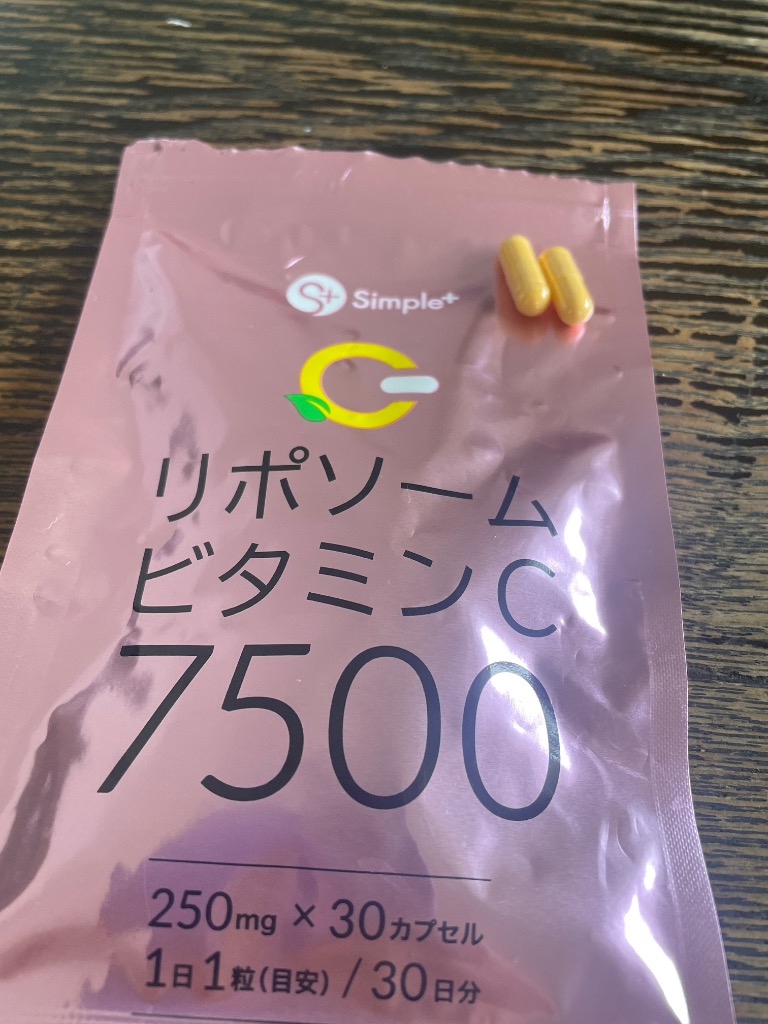 S+ Simple+
リポソーム
ビタミンC
7500
250mg × 30カプセル
1日1粒(目安) / 30日分